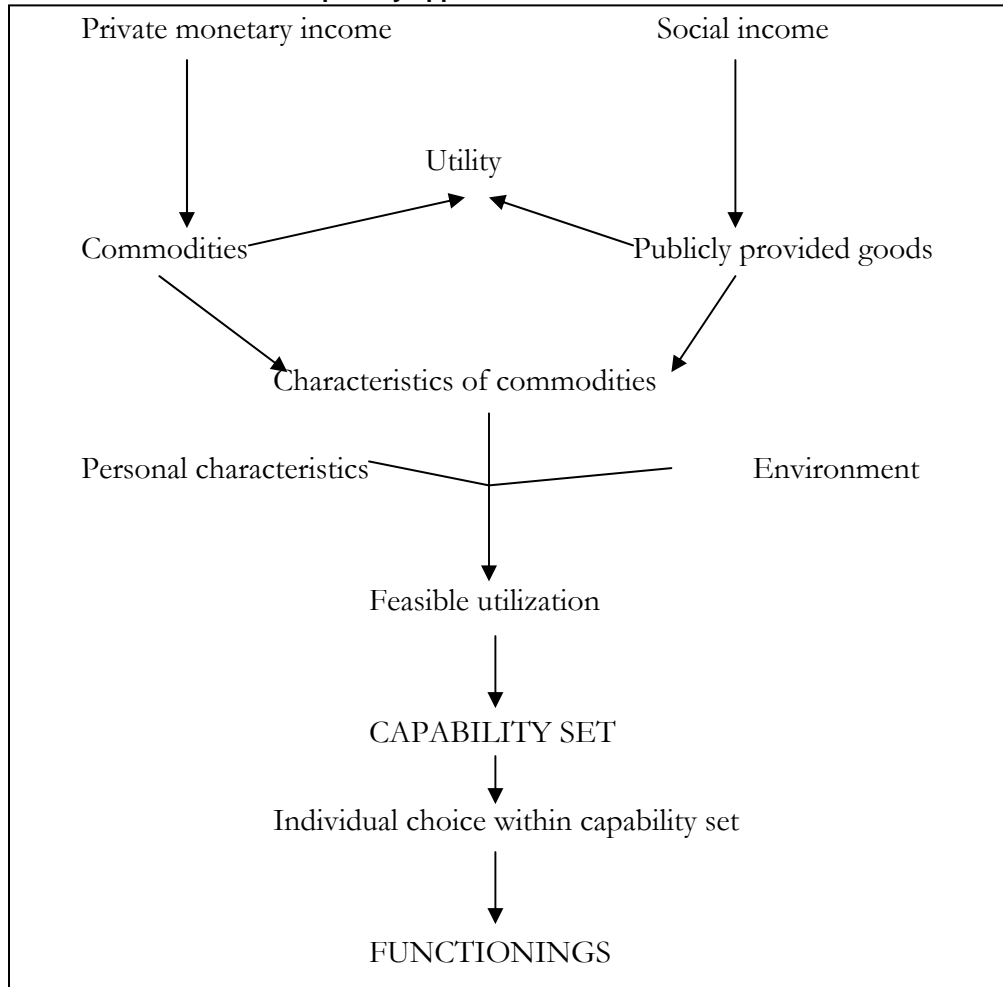 Private monetary income Social income
Utility
Commodities Publicly provided goods
Characteristics of commodities
Personal characteristics Environment
Feasible utilization
CAPABILITY SET
Individual choice within capability set
FUNCTIONINGS